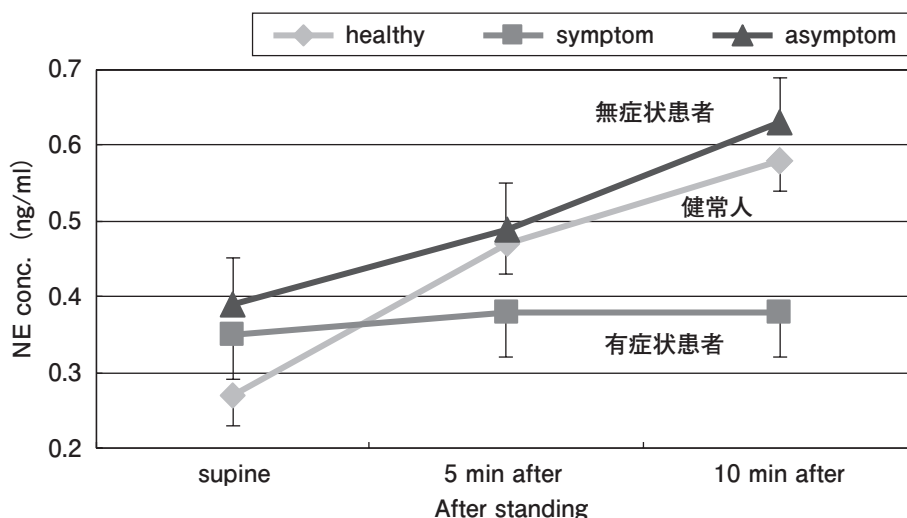 healthy symptom asymptom
NE conc. (ng/ml)
0.7
0.6
0.5
0.4
0.3
0.2
無症状患者
健常人
有症状患者
supine 5 min after 10 min after
After standing